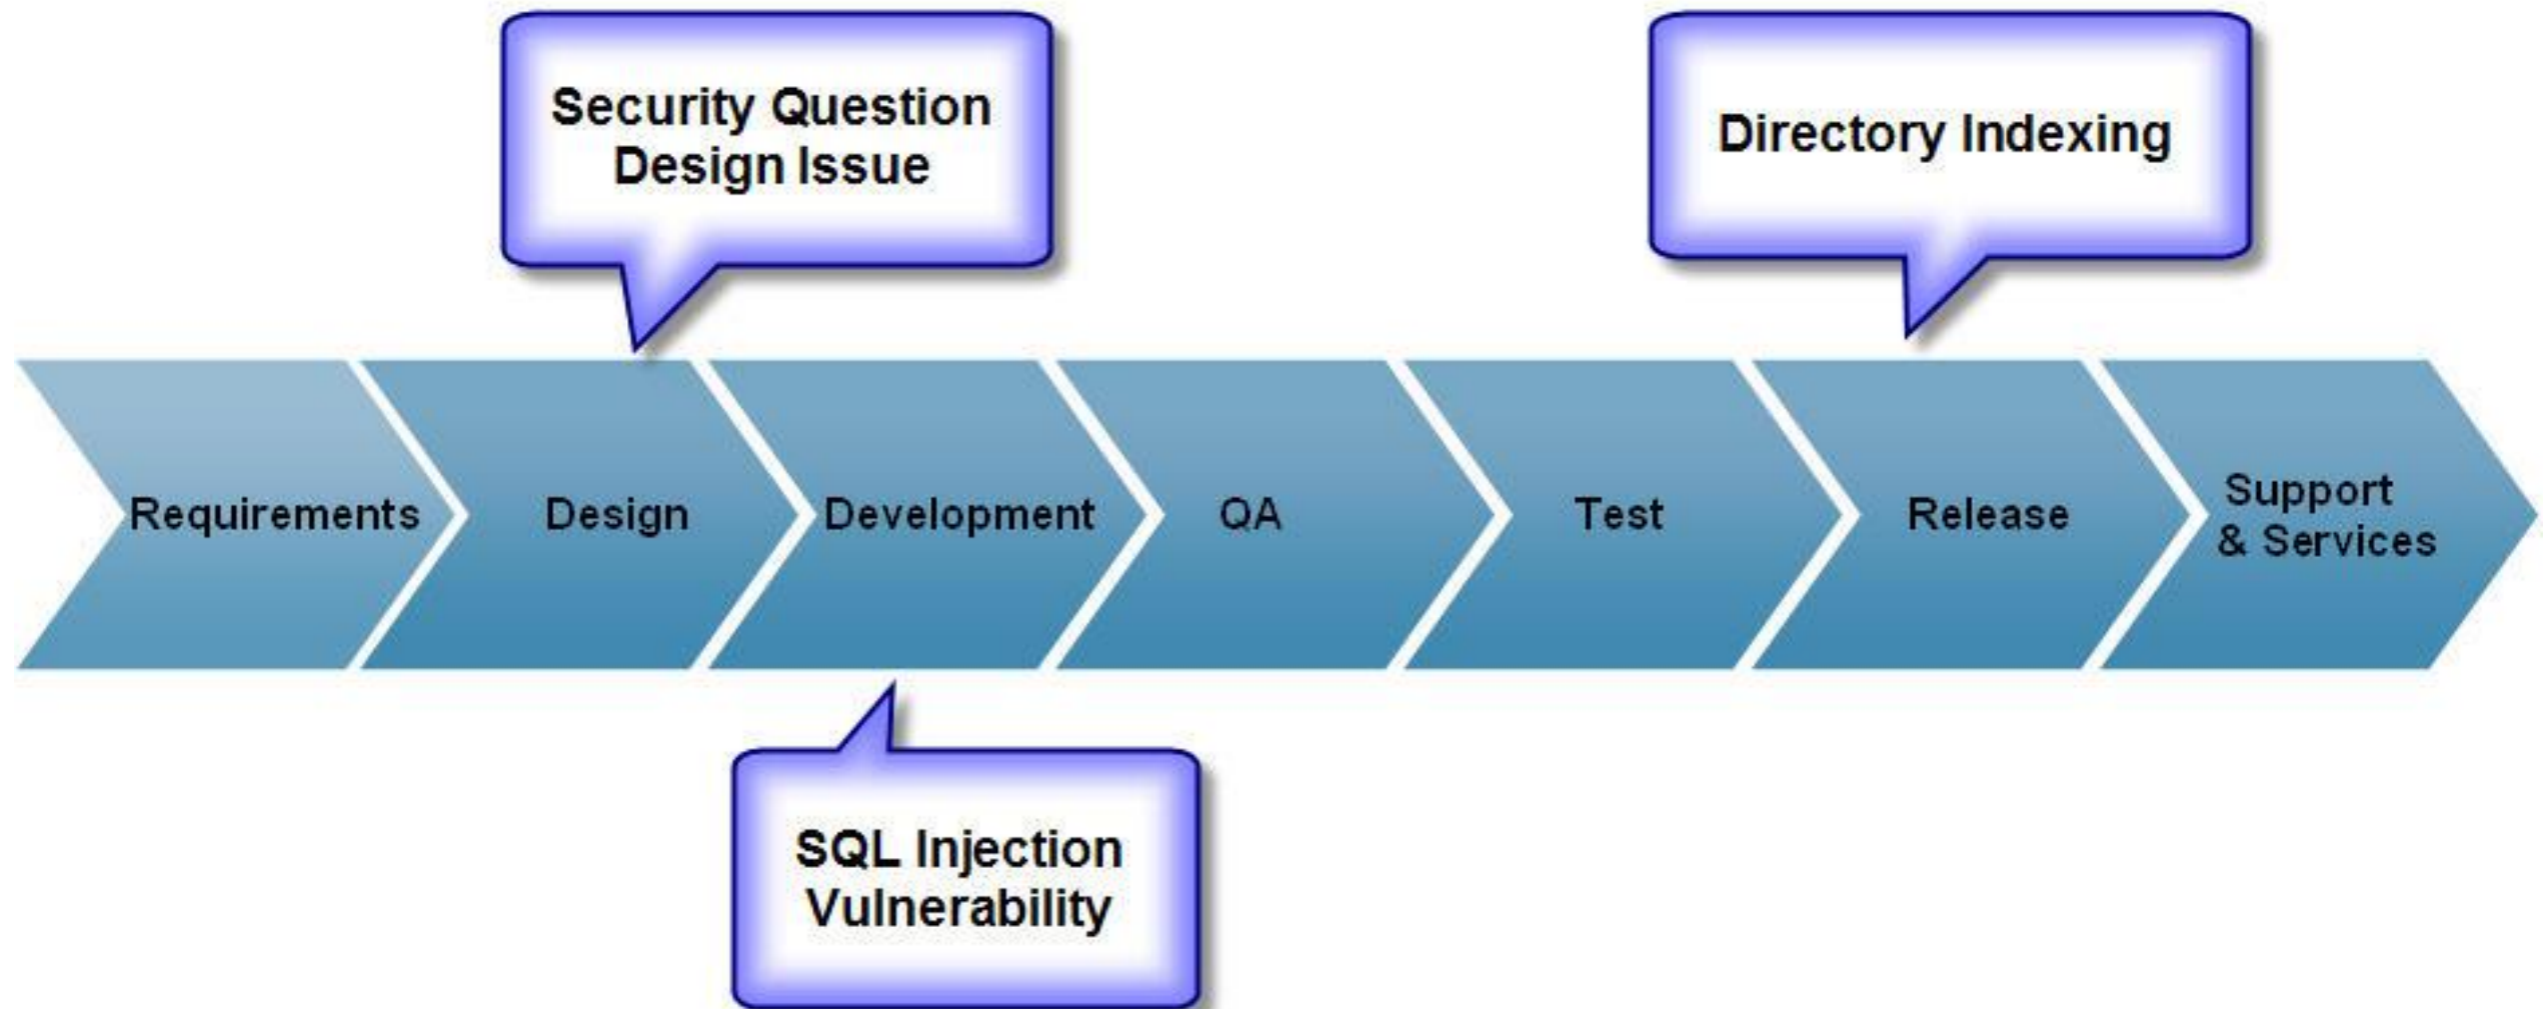 Security Question
Design Issue
Directory Indexing
Requirements
Design
Development
QA
Test
Release
Support
& Services
SQL Injection
Vulnerability